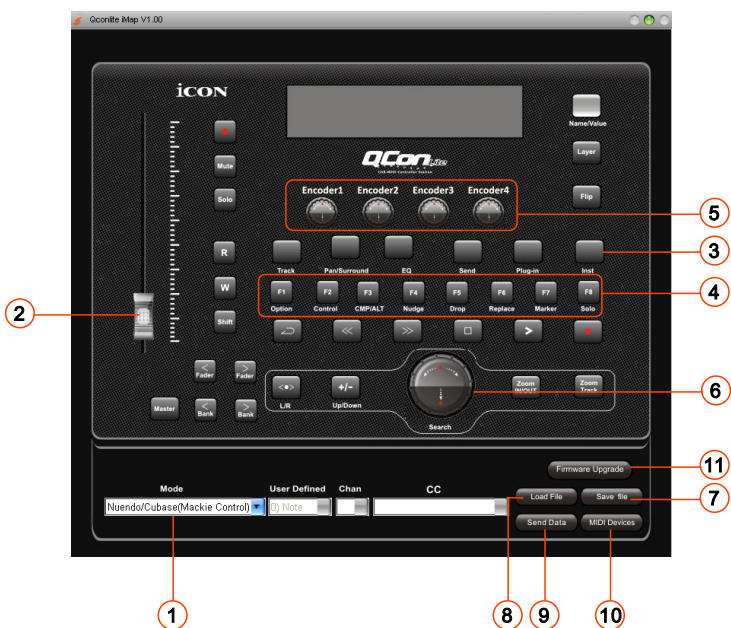 Qconlite iMap V1.00
iCON
Name/Value
Mute
QCon Lite
USB-MIDI Controller Station
Layer
Solo
Encoder1 Encoder2 Encoder3 Encoder4
Flip
5
R
3
Track Pan/Surround EQ Send Plug-in Inst
W
F1 F2 F3 F4 F5 F6 F7 F8
4
Option Control CMP/ALT Nudge Drop Replace Marker Solo
2
Shift
<< >> >
< >
Fader Fader
+/- Zoom IN/OUT Zoom Track
6
Master < Bank > Bank
L/R Up/Down
Search
Firmware Upgrade
11
Mode User Defined Chan CC
Load File Save file
7
Nuendo/Cubase(Mackie Control) 0) Note
Send Data MIDI Devices
1 8 9 10